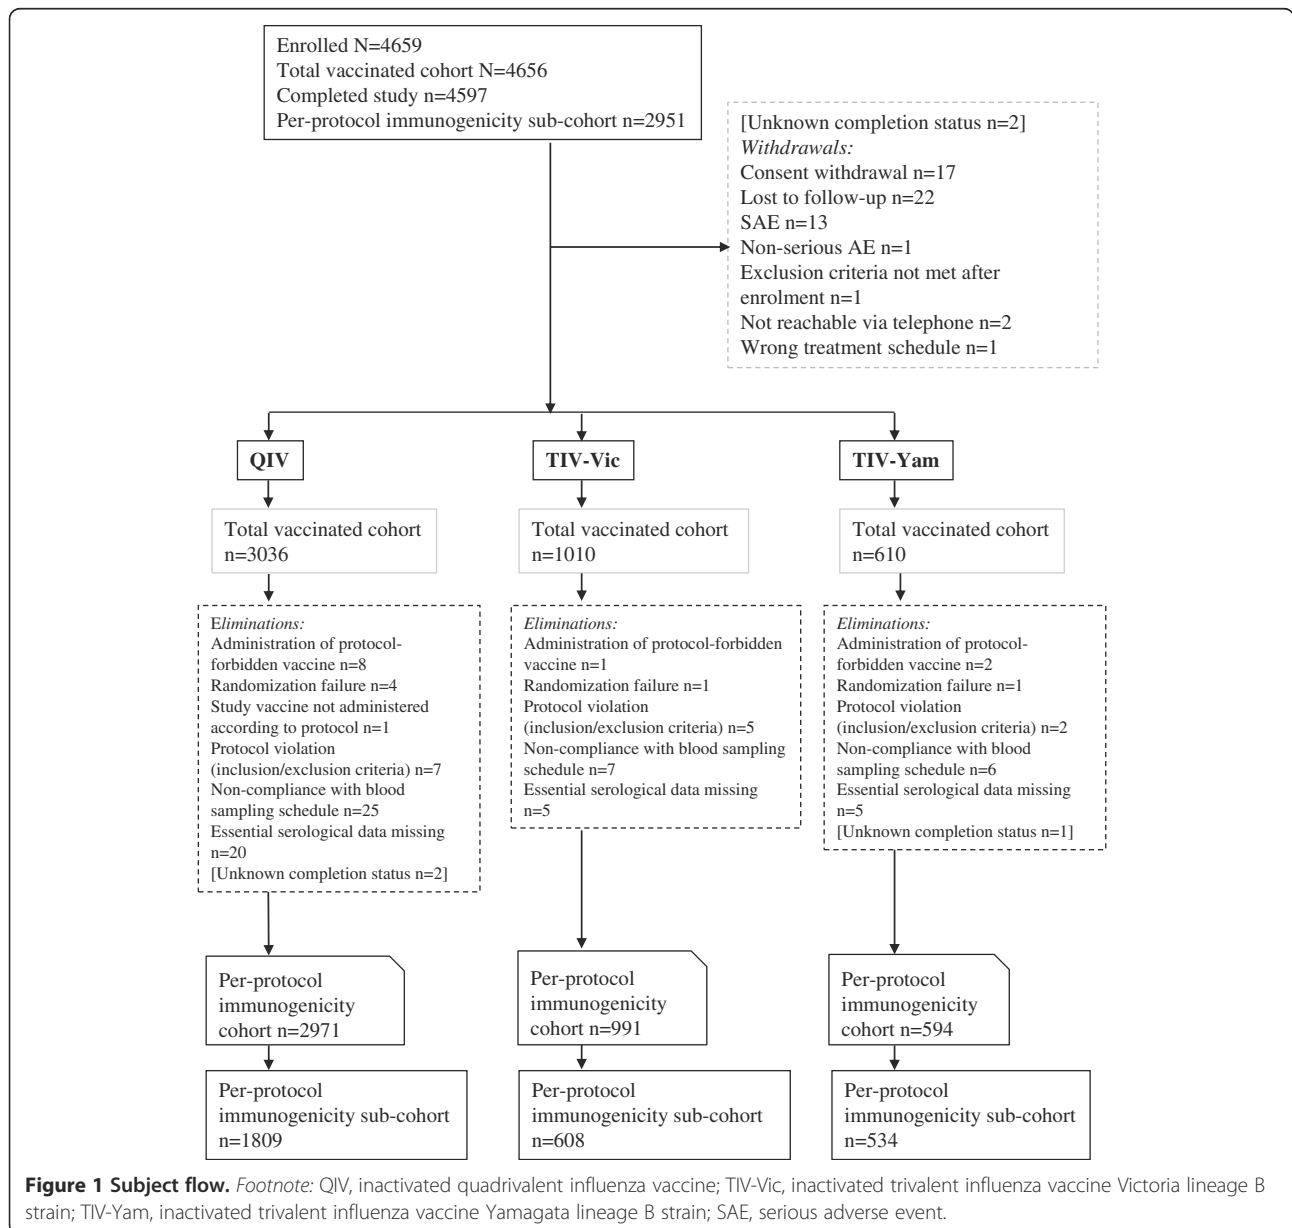 Enrolled N=4659
Total vaccinated cohort N=4656
Completed study n=4597
Per-protocol immunogenicity sub-cohort n=2951
[Unknown completion status n=2]
Withdrawals:
Consent withdrawal n=17
Lost to follow-up n=22
SAE n=13
Non-serious AE n=1
Exclusion criteria not met after
enrolment n=1
Not reachable via telephone n=2
Wrong treatment schedule n=1
QIV
TIV-Vic
TIV-Yam
Total vaccinated cohort
n=3036
Total vaccinated cohort
n=1010
Total vaccinated cohort
n=610
Eliminations:
Administration of protocol-
forbidden vaccine n=8
Randomization failure n=4
Study vaccine not administered
according to protocol n=1
Protocol violation
(inclusion/exclusion criteria) n=7
Non-compliance with blood
sampling schedule n=25
Essential serological data missing
n=20
[Unknown completion status n=2]
Eliminations:
Administration of protocol-forbidden
vaccine n=1
Randomization failure n=1
Protocol violation
(inclusion/exclusion criteria) n=5
Non-compliance with blood sampling
schedule n=7
Essential serological data missing
n=5
Eliminations:
Administration of protocol-
forbidden vaccine n=2
Randomization failure n=1
Protocol violation
(inclusion/exclusion criteria) n=2
Non-compliance with blood
sampling schedule n=6
Essential serological data missing
n=5
[Unknown completion status n=1]
Per-protocol
immunogenicity
cohort n=2971
Per-protocol
immunogenicity
cohort n=991
Per-protocol
immunogenicity
cohort n=594
Per-protocol
immunogenicity sub-cohort
n=1809
Per-protocol
immunogenicity sub-cohort
n=608
Per-protocol
immunogenicity sub-cohort
n=534
Figure 1 Subject flow. Footnote: QIV, inactivated quadrivalent influenza vaccine; TIV-Vic, inactivated trivalent influenza vaccine Victoria lineage B
strain; TIV-Yam, inactivated trivalent influenza vaccine Yamagata lineage B strain; SAE, serious adverse event.